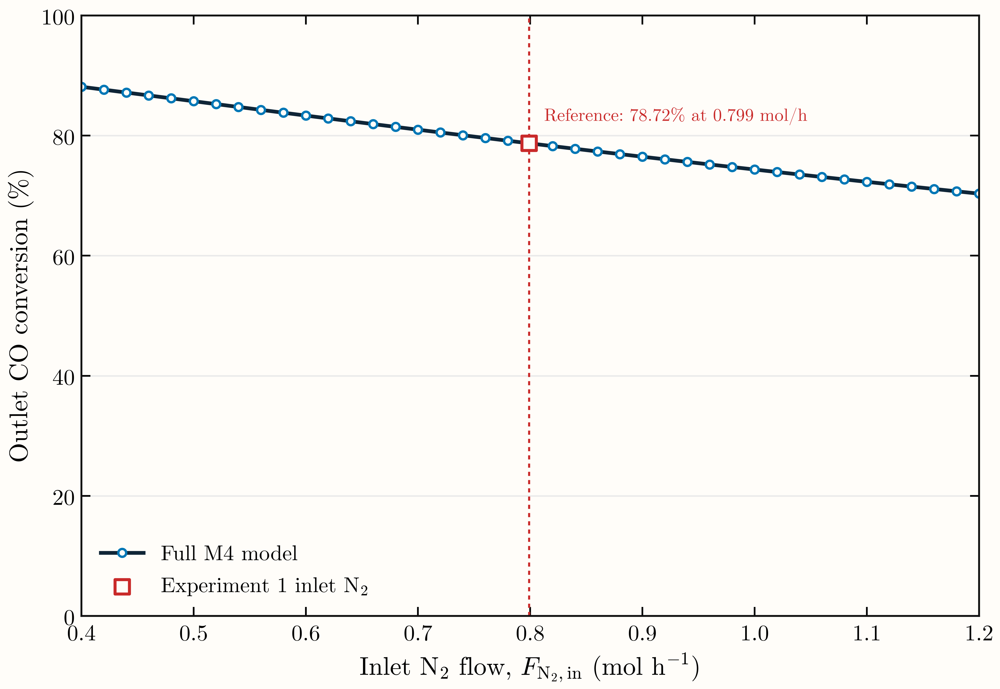 100
80
60
40
20
0
Outlet CO conversion (%)
Reference: 78.72% at 0.799 mol/h
Full M4 model
Experiment 1 inlet N₂
0.4 0.5 0.6 0.7 0.8 0.9 1.0 1.1 1.2
Inlet N₂ flow, F_N₂, in (mol h⁻¹)